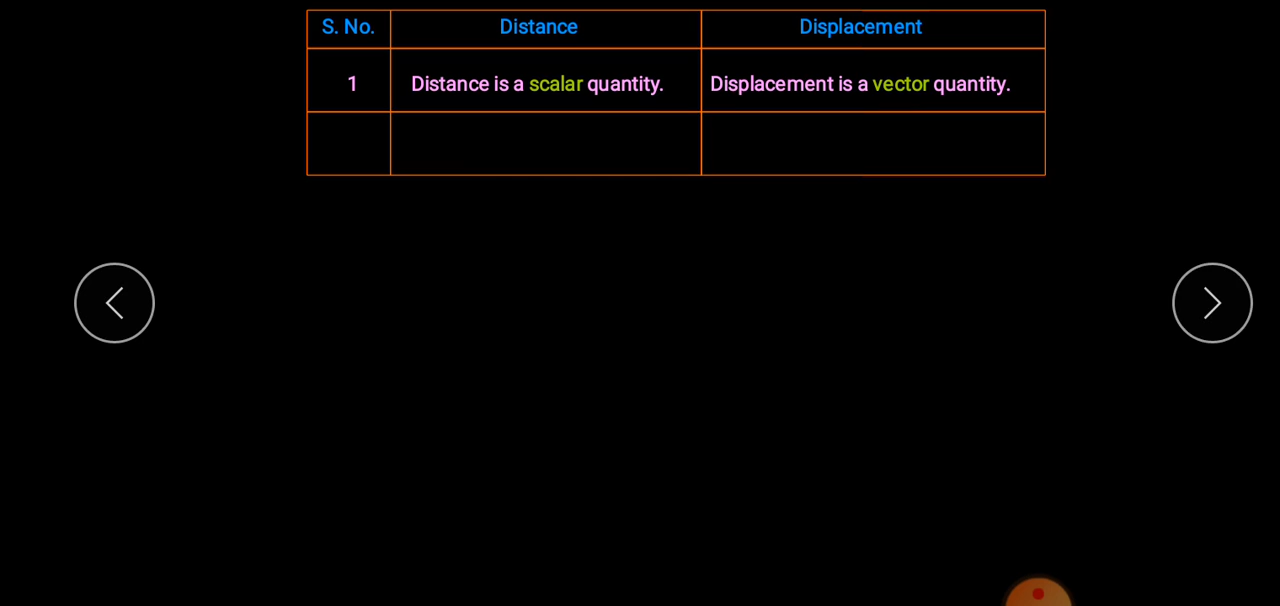 S. No. Distance Displacement
1 Distance is a scalar quantity. Displacement is a vector quantity.